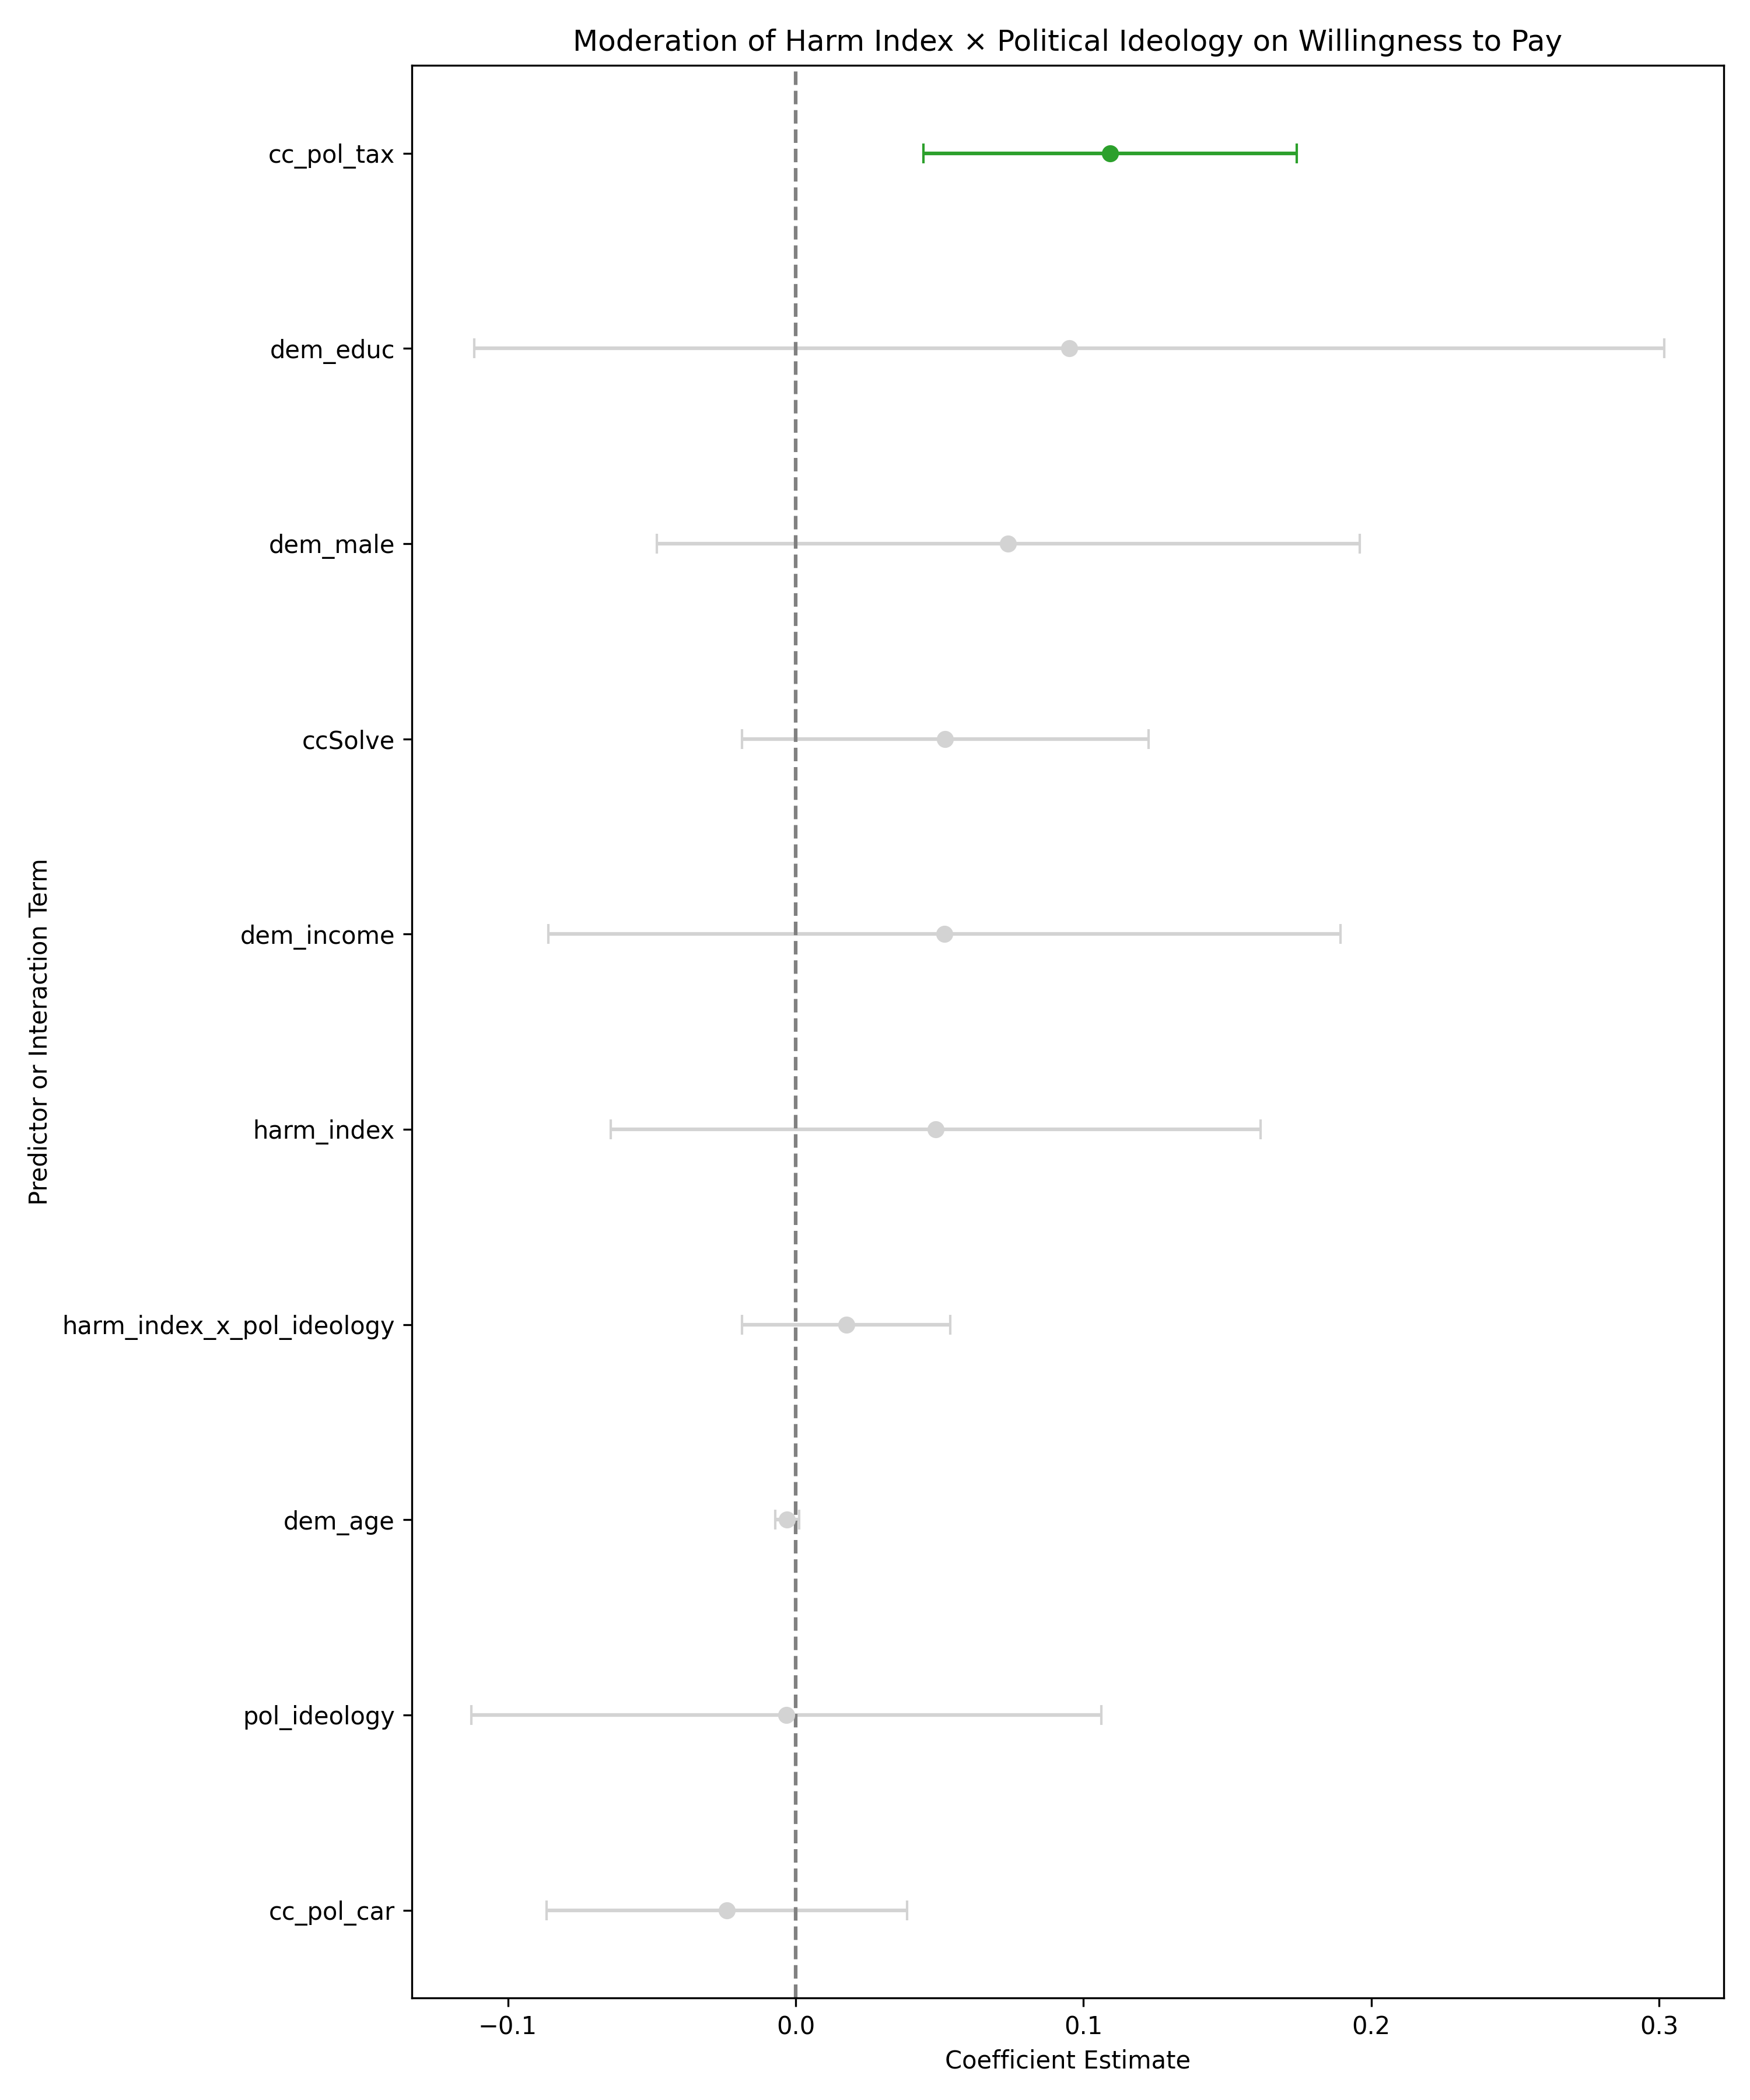 Moderation of Harm Index × Political Ideology on Willingness to Pay
Predictor or Interaction Term
cc_pol_tax
dem_educ
dem_male
ccSolve
dem_income
harm_index
harm_index_x_pol_ideology
dem_age
pol_ideology
cc_pol_car
−0.1 0.0 0.1 0.2 0.3
Coefficient Estimate